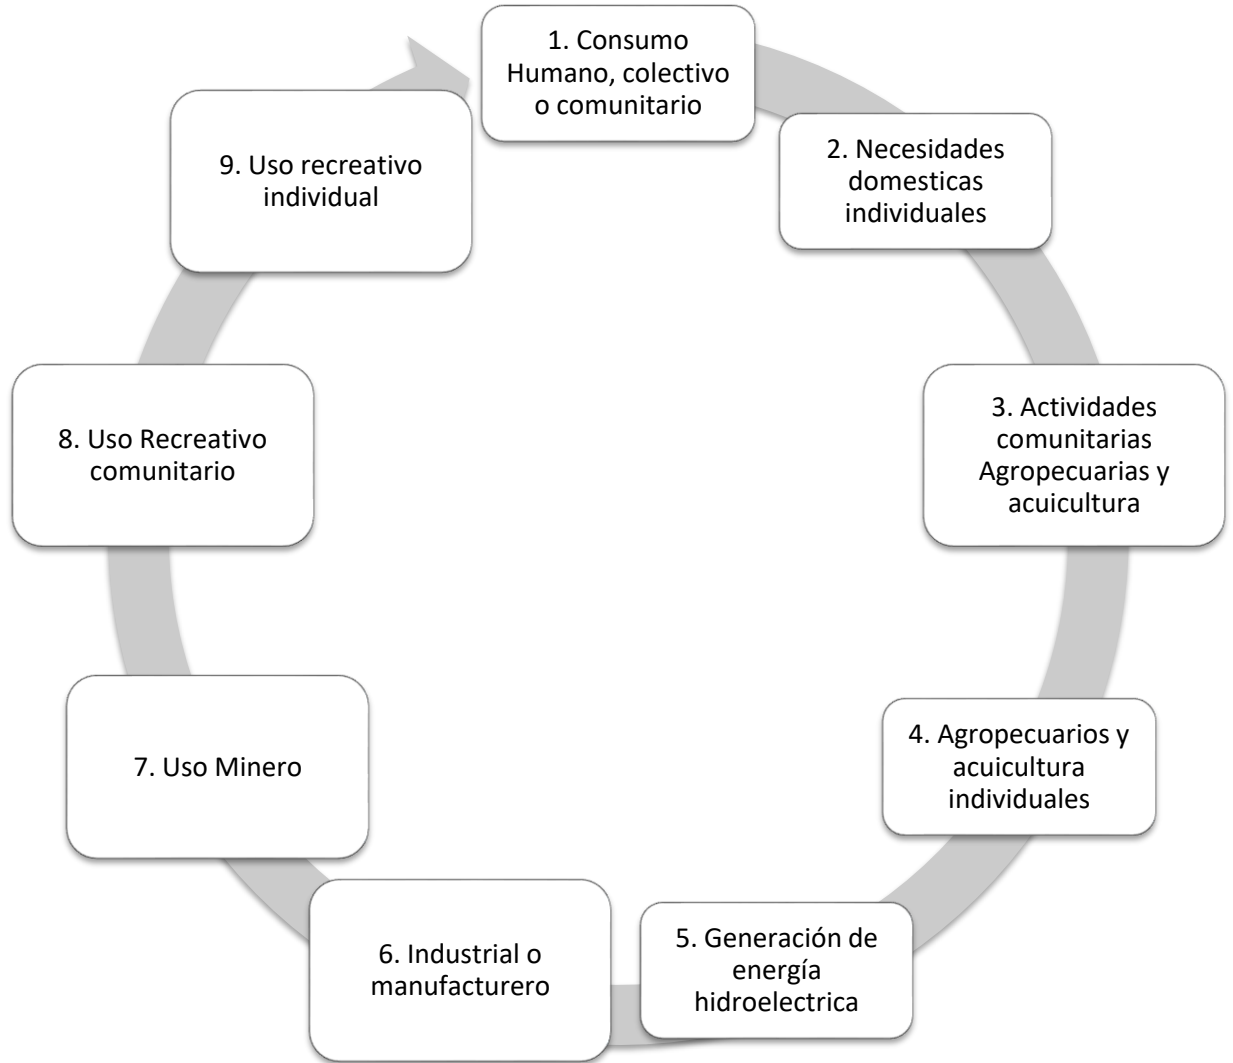 1. Consumo
Humano, colectivo
o comunitario
2. Necesidades
domesticas
individuales
3. Actividades
comunitarias
Agropecuarias y
acuicultura
4. Agropecuarios y
acuicultura
individuales
5. Generación de
energía
hidroelectrica
6. Industrial o
manufacturero
7. Uso Minero
8. Uso Recreativo
comunitario
9. Uso recreativo
individual